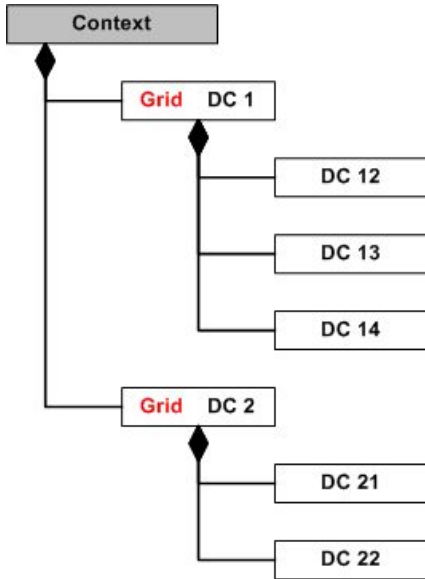 Context
Grid DC 1
DC 12
DC 13
DC 14
Grid DC 2
DC 21
DC 22